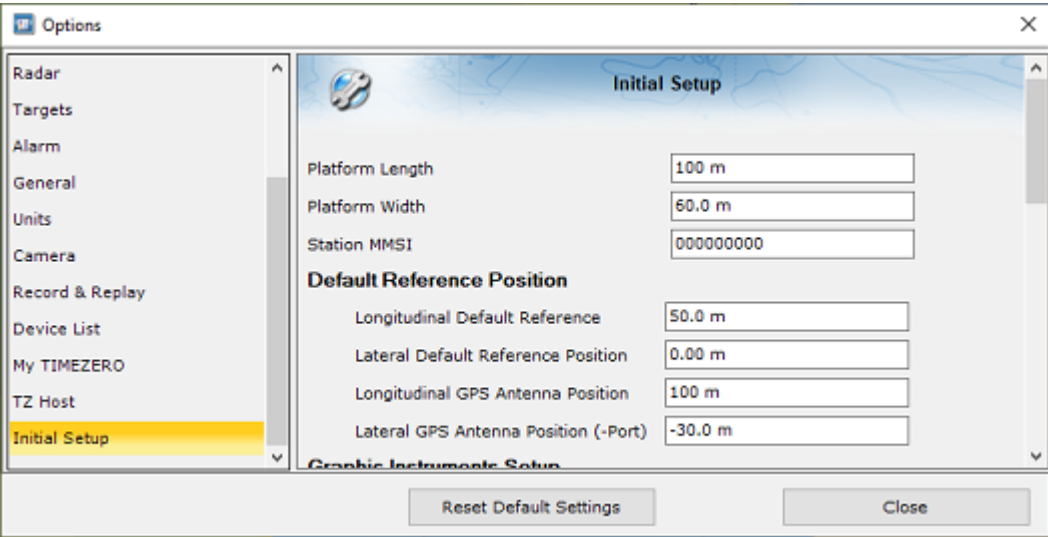 Options
Radar
Targets
Alarm
General
Units
Camera
Record & Replay
Device List
My TIMEZERO
TZ Host
Initial Setup
Initial Setup
Platform Length 100 m
Platform Width 60.0 m
Station MMSI 000000000
Default Reference Position
Longitudinal Default Reference 50.0 m
Lateral Default Reference Position 0.00 m
Longitudinal GPS Antenna Position 100 m
Lateral GPS Antenna Position (-Port) -30.0 m
Graphic Instruments Setup
Reset Default Settings Close